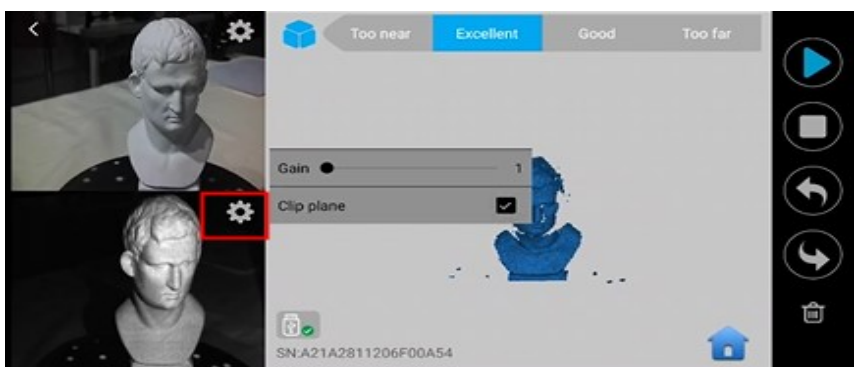 Too near
Excellent
Good
Too far
Gain
1
Clip plane
SN:A21A2811206F00A54